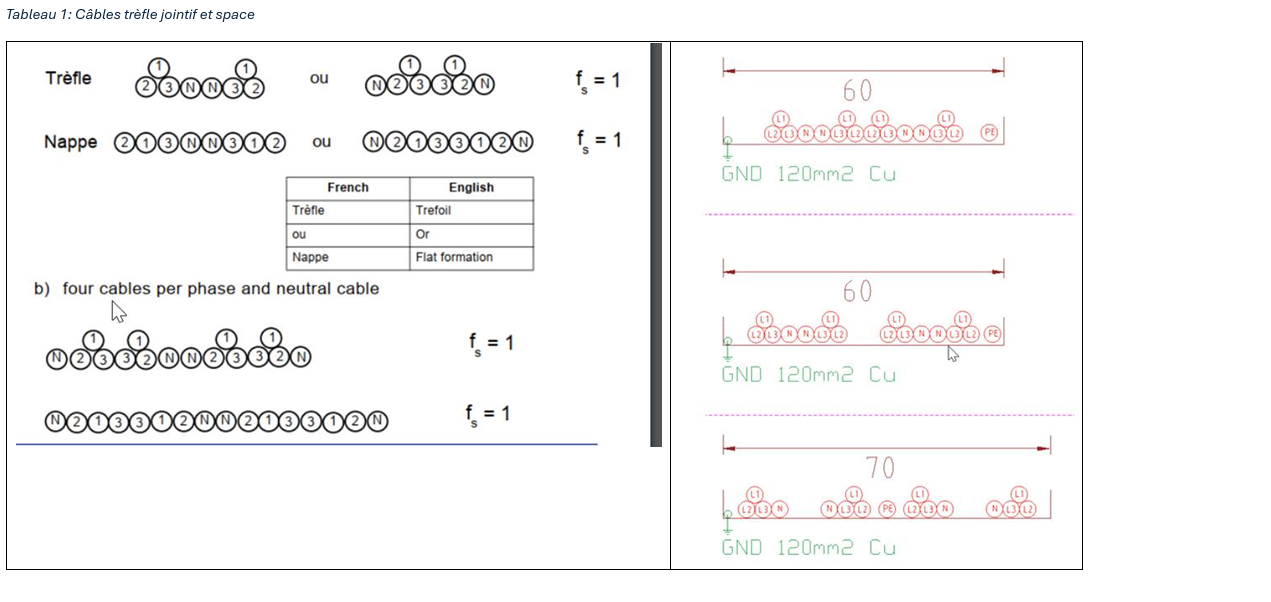 Tableau 1: Câbles trèfle jointif et space
1 1 1 1
Trèfle 2 3 N N 3 2 ou N 2 3 3 2 N fs = 1
Nappe 2 1 3 N N 3 1 2 ou N 2 1 3 3 1 2 N fs = 1
French English
Trèfle Trefoil
ou Or
Nappe Flat formation
b) four cables per phase and neutral cable
1 1 1 1
N 2 3 3 2 N N 2 3 3 2 N fs = 1
N 2 1 3 3 1 2 N N 2 1 3 3 1 2 N fs = 1
60
L1 L1 L1 L1
L2 L3 N N L3 L2 L2 L3 N N L3 L2 PE
GND 120mm2 Cu
60
L1 L1 L1 L1
L2 L3 N N L3 L2 L2 L3 N N L3 L2 PE
GND 120mm2 Cu
70
L1 L1 L1 L1
L2 L3 N N L3 L2 PE L2 L3 N N L3 L2
GND 120mm2 Cu